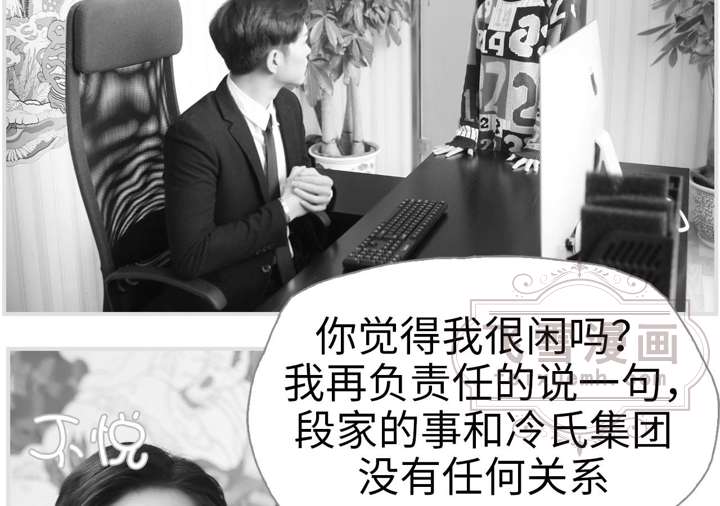 你觉得我很闲吗？
我再负责任的说一句，
段家的事和冷氏集团
没有任何关系
不悦